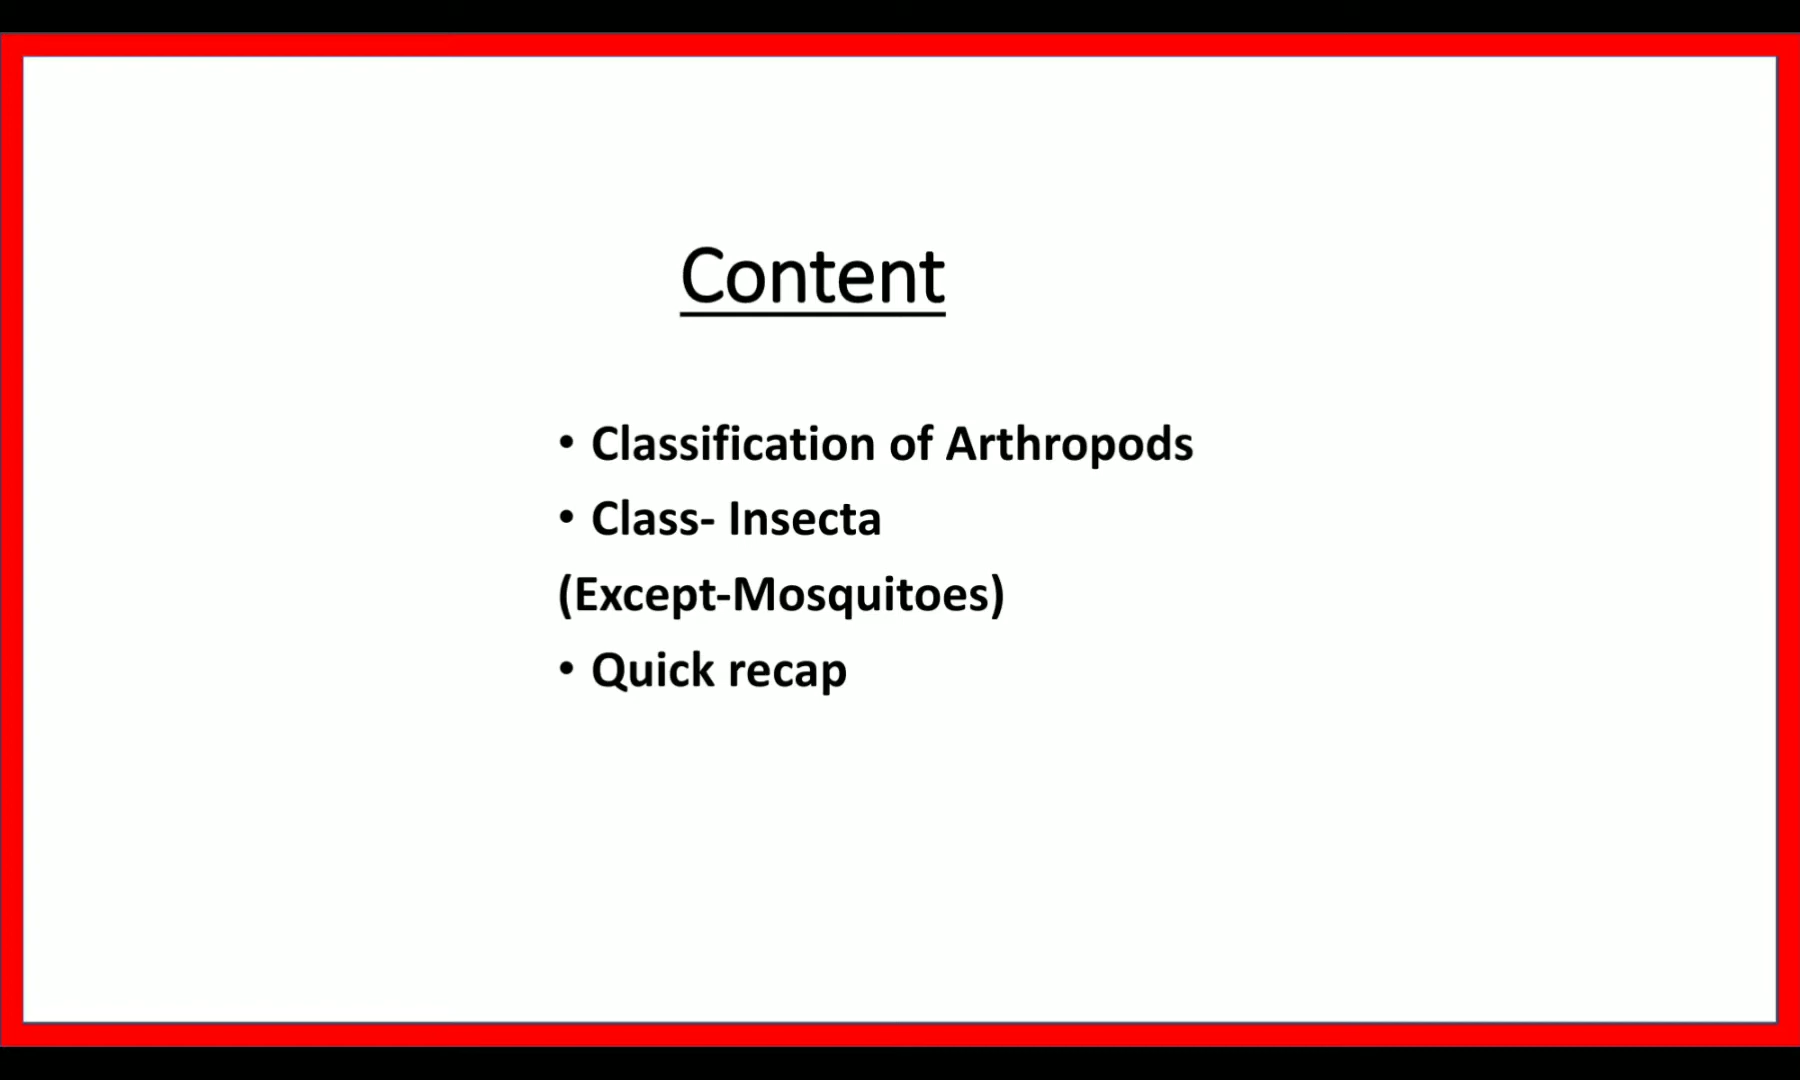 Content
• Classification of Arthropods
• Class- Insecta
(Except-Mosquitoes)
• Quick recap